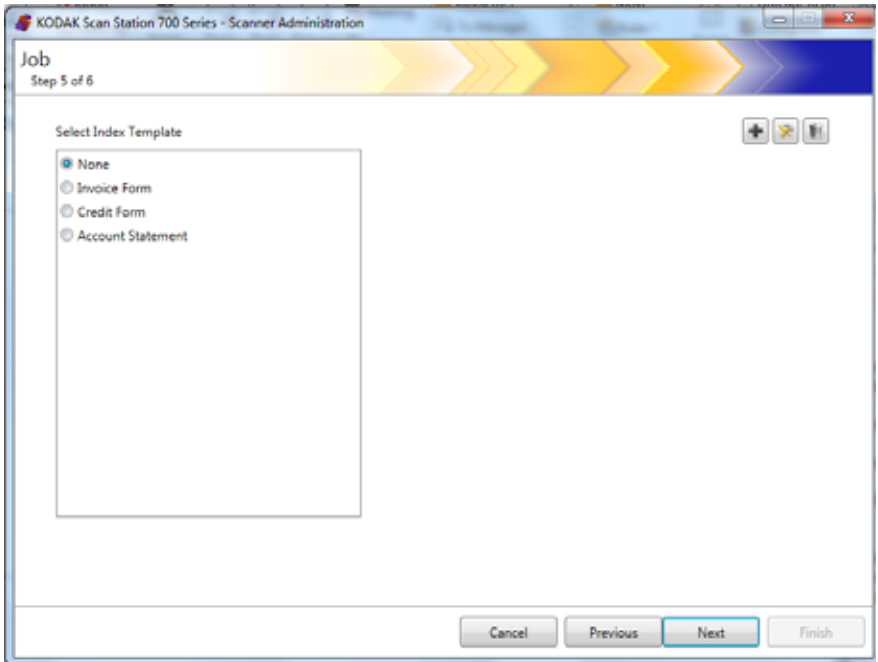 KODAK Scan Station 700 Series - Scanner Administration
Job
Step 5 of 6
Select Index Template
None
Invoice Form
Credit Form
Account Statement
Cancel
Previous
Next
Finish